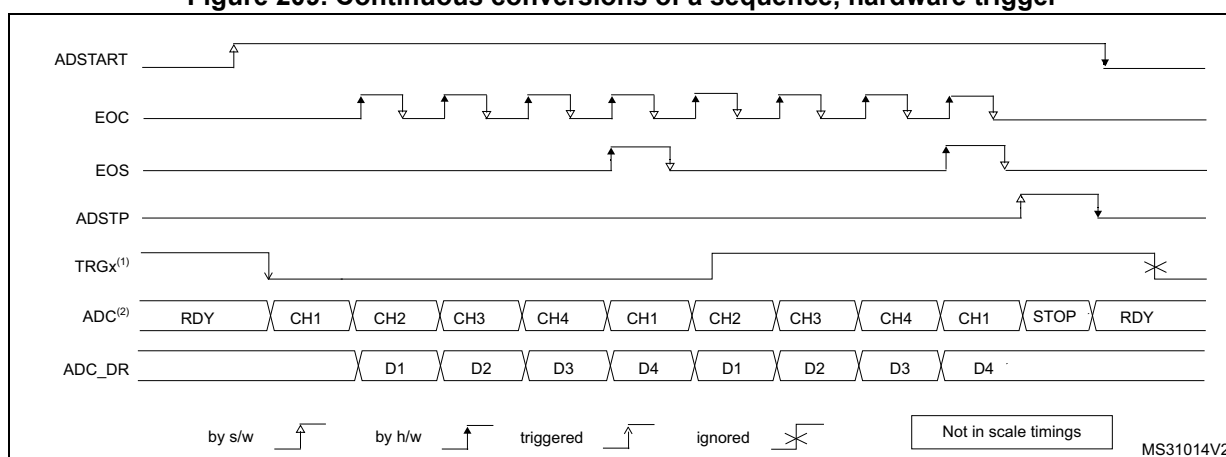 Figure 209. Continuous conversions of a sequence, hardware trigger
ADSTART
EOC
EOS
ADSTP
TRGx(1)
ADC(2) RDY CH1 CH2 CH3 CH4 CH1 CH2 CH3 CH4 CH1 STOP RDY
ADC_DR D1 D2 D3 D4 D1 D2 D3 D4
by s/w by h/w triggered ignored Not in scale timings
MS31014V2